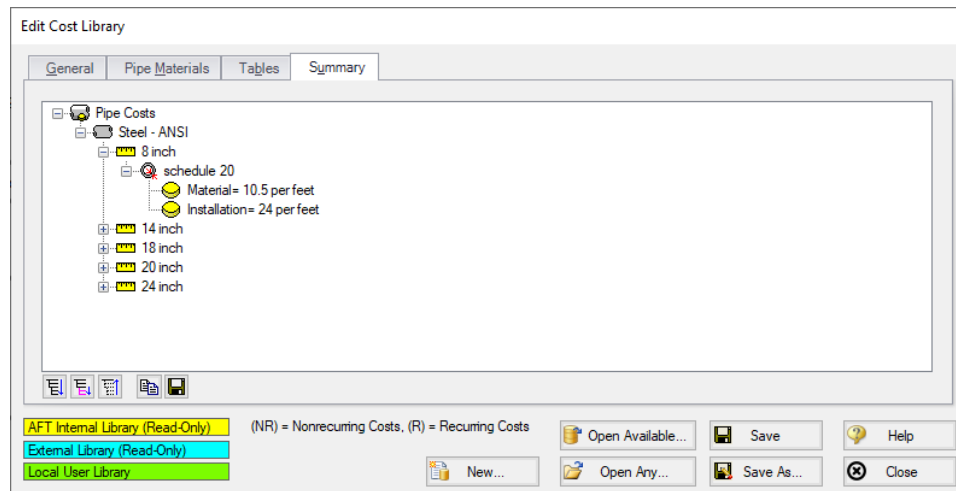 Edit Cost Library
General Pipe Materials Tables Summary
Pipe Costs
Steel - ANSI
8 inch
schedule 20
Material= 10.5 per feet
Installation= 24 per feet
14 inch
18 inch
20 inch
24 inch
AFT Internal Library (Read-Only) (NR) = Nonrecurring Costs, (R) = Recurring Costs Open Available... Save Help
External Library (Read-Only)
Local User Library New... Open Any... Save As... Close